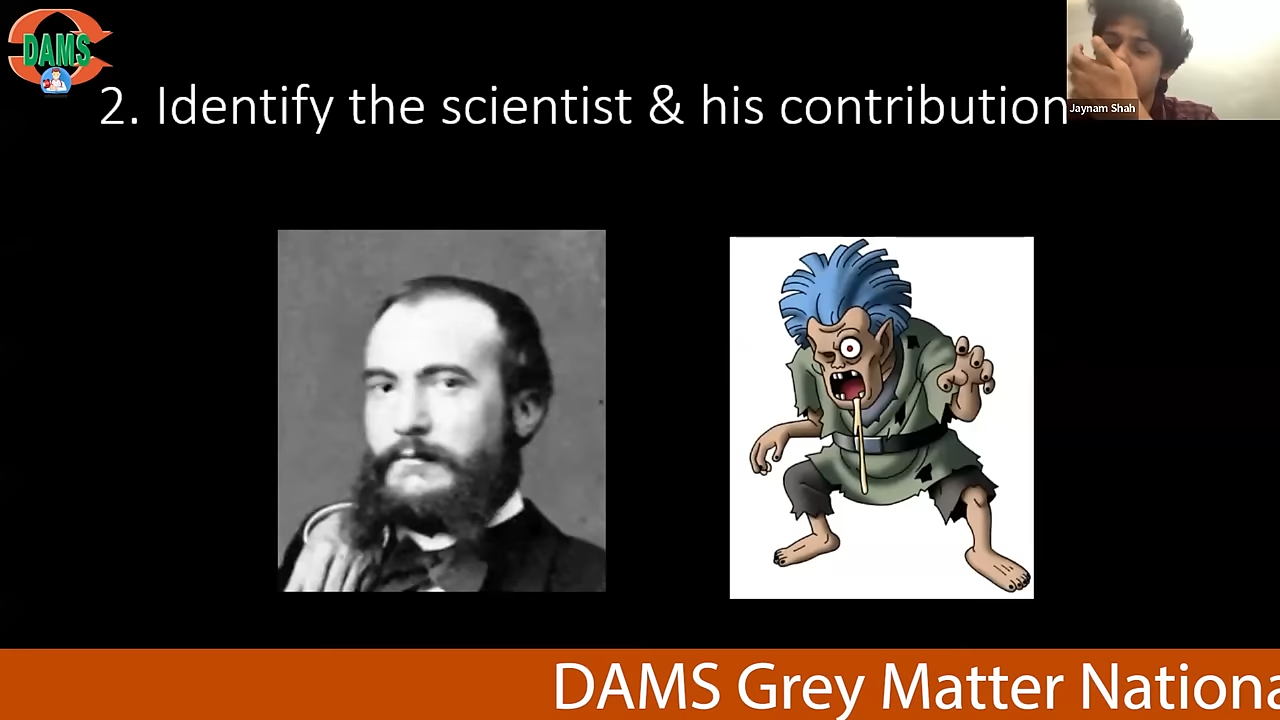 DAMS
2. Identify the scientist & his contribution
Jaynam Shah
DAMS Grey Matter Nationa